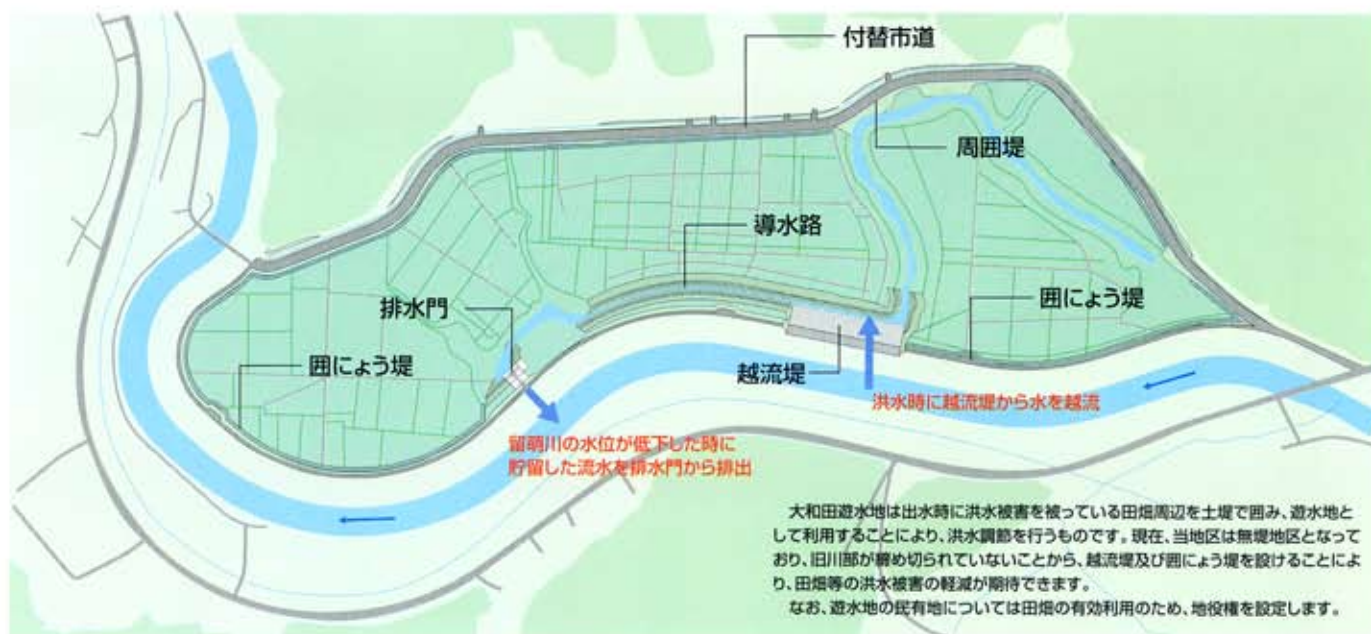 付替市道
周囲堤
導水路
排水門
囲にょう堤
囲にょう堤
越流堤
洪水時に越流堤から水を越流
留萌川の水位が低下した時に
貯留した流水を排水門から排出
大和田遊水地は出水時に洪水被害を被っている田畑周辺を土堤で囲み、遊水地と
して利用することにより、洪水調節を行うものです。現在、当地区は無堤地区となって
おり、旧川部が締め切られていないことから、越流堤及び囲にょう堤を設けることによ
り、田畑等の洪水被害の軽減が期待できます。
なお、遊水地の民有地については田畑の有効利用のため、地役権を設定します。